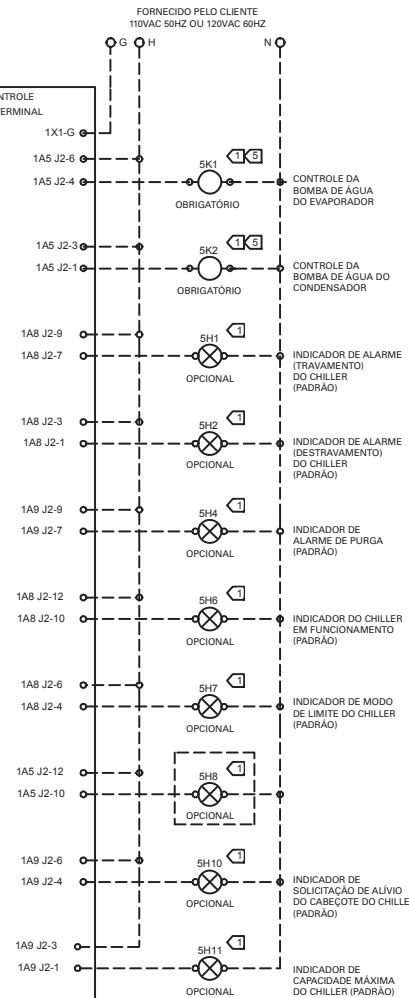 FORNECIDO PELO CLIENTE
110VAC 50HZ OU 120VAC 60HZ
G H N
NTROLE
TERMINAL
1X1-G
1A5 J2-6
1 5
5K1
1A5 J2-4
OBRIGATÓRIO
CONTROLE DA
BOMBA DE ÁGUA
DO EVAPORADOR
1A5 J2-3
1 5
5K2
1A5 J2-1
OBRIGATÓRIO
CONTROLE DA
BOMBA DE ÁGUA DO
CONDENSADOR
1A8 J2-9
1
5H1
1A8 J2-7
OPCIONAL
INDICADOR DE ALARME
(TRAVAMENTO)
DO CHILLER
(PADRÃO)
1A8 J2-3
1
5H2
1A8 J2-1
OPCIONAL
INDICADOR DE ALARME
(DESTRAVAMENTO)
DO CHILLER
(PADRÃO)
1A9 J2-9
1
5H4
1A9 J2-7
OPCIONAL
INDICADOR DE
ALARME DE PURGA
(PADRÃO)
1A8 J2-12
1
5H6
1A8 J2-10
OPCIONAL
INDICADOR DO CHILLER
EM FUNCIONAMENTO
(PADRÃO)
1A8 J2-6
1
5H7
1A8 J2-4
OPCIONAL
INDICADOR DE MODO
DE LIMITE DO CHILLER
(PADRÃO)
1A5 J2-12
1
5H8
1A5 J2-10
OPCIONAL
1A9 J2-6
1
5H10
1A9 J2-4
OPCIONAL
INDICADOR DE
SOLICITAÇÃO DE ALÍVIO
DO CABEÇOTE DO CHILLE
(PADRÃO)
1A9 J2-3
1
5H11
1A9 J2-1
OPCIONAL
INDICADOR DE
CAPACIDADE MÁXIMA
DO CHILLER (PADRÃO)